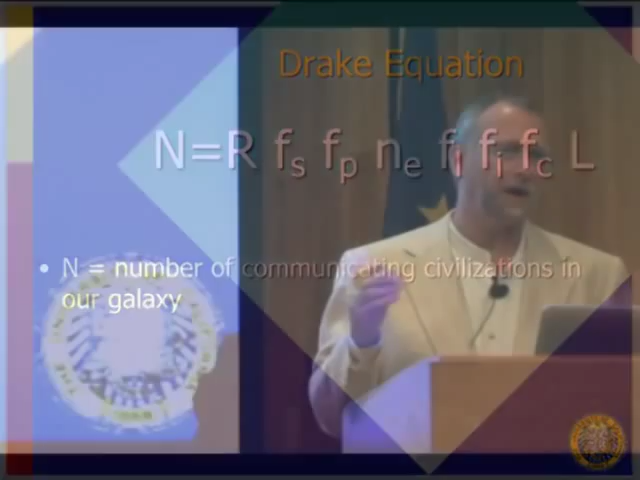 Drake Equation
N=R fs fp ne fl fi fc L
• N = number of communicating civilizations in
our galaxy